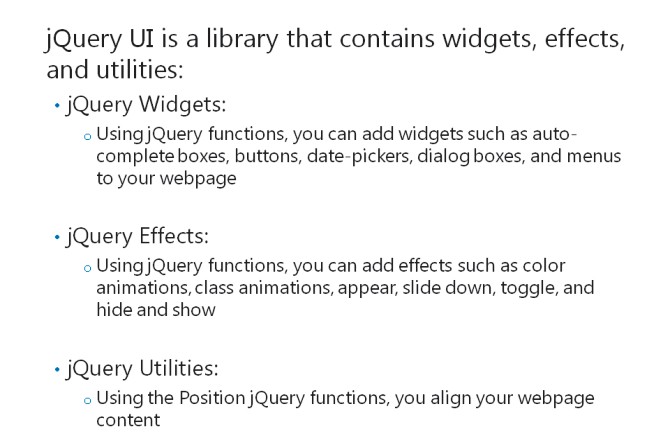 jQuery UI is a library that contains widgets, effects,
and utilities:
• jQuery Widgets:
o Using jQuery functions, you can add widgets such as auto-
complete boxes, buttons, date-pickers, dialog boxes, and menus
to your webpage
• jQuery Effects:
o Using jQuery functions, you can add effects such as color
animations, class animations, appear, slide down, toggle, and
hide and show
• jQuery Utilities:
o Using the Position jQuery functions, you align your webpage
content